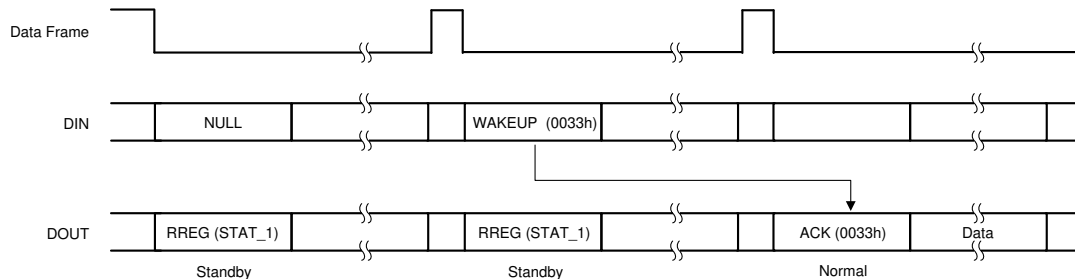 Data Frame
DIN
NULL
WAKEUP (0033h)
DOUT
RREG (STAT_1)
RREG (STAT_1)
ACK (0033h)
Data
Standby
Standby
Normal